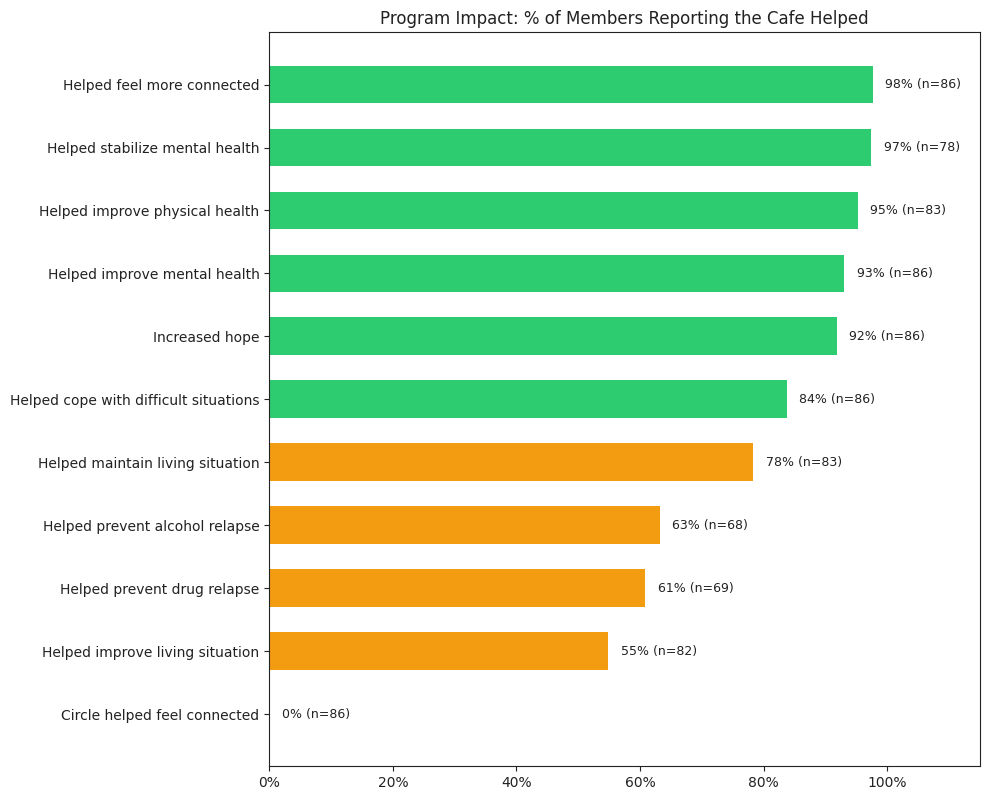 Program Impact: % of Members Reporting the Cafe Helped
Helped feel more connected 98% (n=86)
Helped stabilize mental health 97% (n=78)
Helped improve physical health 95% (n=83)
Helped improve mental health 93% (n=86)
Increased hope 92% (n=86)
Helped cope with difficult situations 84% (n=86)
Helped maintain living situation 78% (n=83)
Helped prevent alcohol relapse 63% (n=68)
Helped prevent drug relapse 61% (n=69)
Helped improve living situation 55% (n=82)
Circle helped feel connected 0% (n=86)
0% 20% 40% 60% 80% 100%